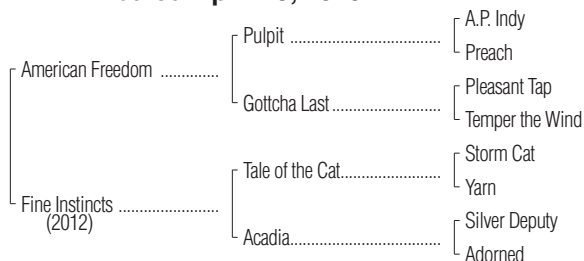 A.P. Indy
Pulpit ..........................................
Preach
American Freedom ................
Pleasant Tap
Gottcha Last ..............................
Temper the Wind
Storm Cat
Tale of the Cat............................
Yarn
Fine Instincts ............................
(2012)
Silver Deputy
Acadia..........................................
Adorned